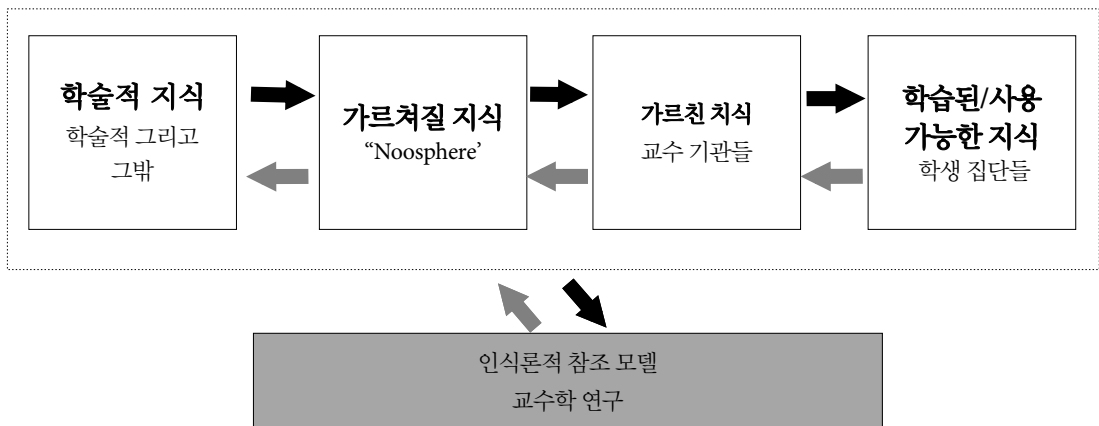 학술적 지식
학술적 그리고
그밖
가르쳐질 지식
“Noosphere’
가르친 치식
교수 기관들
학습된/사용
가능한 지식
학생 집단들
인식론적 참조 모델
교수학 연구